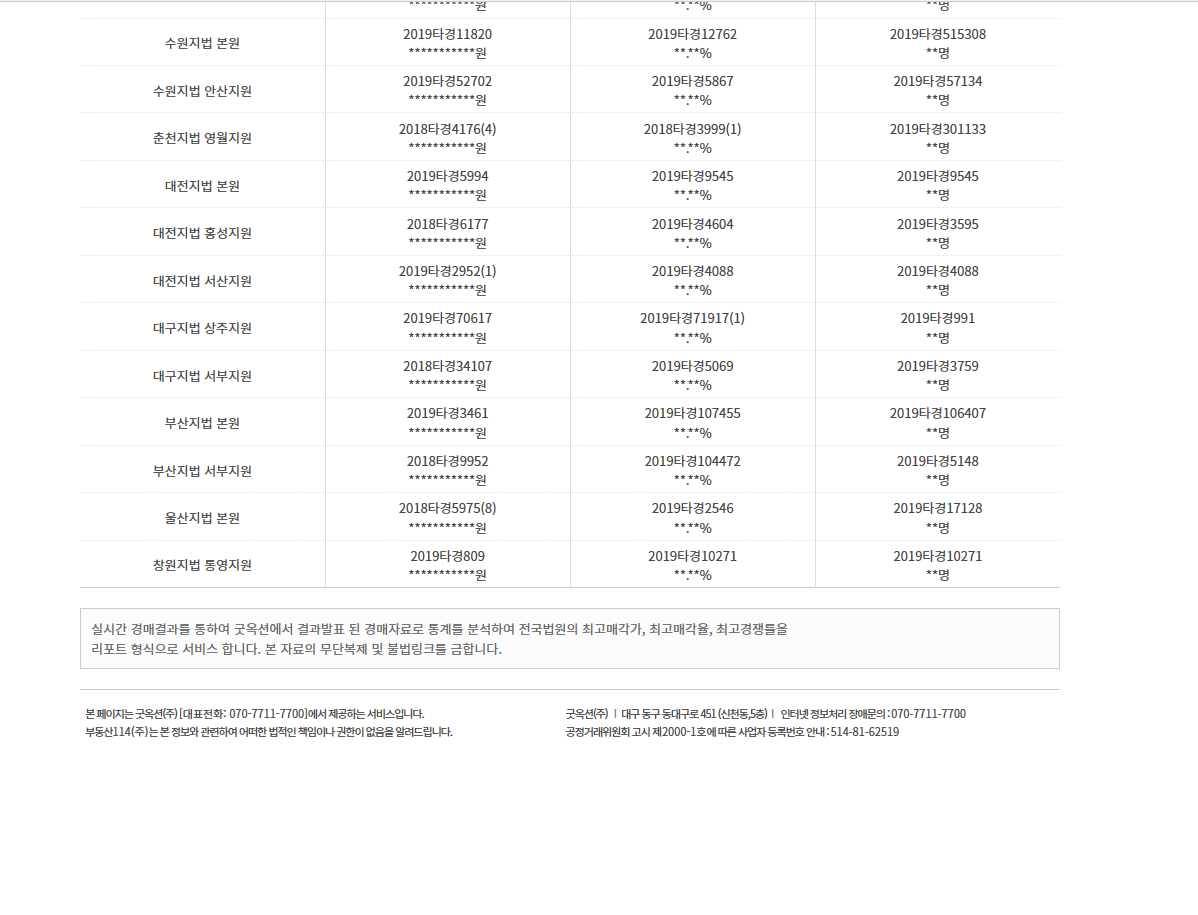 ***********원 **.**% **명
수원지법 본원 2019타경11820 2019타경12762 2019타경515308
***********원 **.**% **명
수원지법 안산지원 2019타경52702 2019타경5867 2019타경57134
***********원 **.**% **명
춘천지법 영월지원 2018타경4176(4) 2018타경3999(1) 2019타경301133
***********원 **.**% **명
대전지법 본원 2019타경5994 2019타경9545 2019타경9545
***********원 **.**% **명
대전지법 홍성지원 2018타경6177 2019타경4604 2019타경3595
***********원 **.**% **명
대전지법 서산지원 2019타경2952(1) 2019타경4088 2019타경4088
***********원 **.**% **명
대구지법 상주지원 2019타경70617 2019타경71917(1) 2019타경991
***********원 **.**% **명
대구지법 서부지원 2018타경34107 2019타경5069 2019타경3759
***********원 **.**% **명
부산지법 본원 2019타경3461 2019타경107455 2019타경106407
***********원 **.**% **명
부산지법 서부지원 2018타경9952 2019타경104472 2019타경5148
***********원 **.**% **명
울산지법 본원 2018타경5975(8) 2019타경2546 2019타경17128
***********원 **.**% **명
창원지법 통영지원 2019타경809 2019타경10271 2019타경10271
***********원 **.**% **명
실시간 경매결과를 통하여 굿옥션에서 결과발표 된 경매자료로 통계를 분석하여 전국법원의 최고매각가, 최고매각율, 최고경쟁률을
리포트 형식으로 서비스 합니다. 본 자료의 무단복제 및 불법링크를 금합니다.
본 페이지는 굿옥션(주) [대표전화: 070-7711-7700]에서 제공하는 서비스입니다.
부동산114(주)는 본 정보와 관련하여 어떠한 법적인 책임이나 권한이 없음을 알려드립니다.
굿옥션(주) ㅣ 대구 동구 동대구로 451 (신천동,5층) ㅣ 인터넷 정보처리 장애문의 : 070-7711-7700
공정거래위원회 고시 제2000-1호에 따른 사업자 등록번호 안내 : 514-81-62519